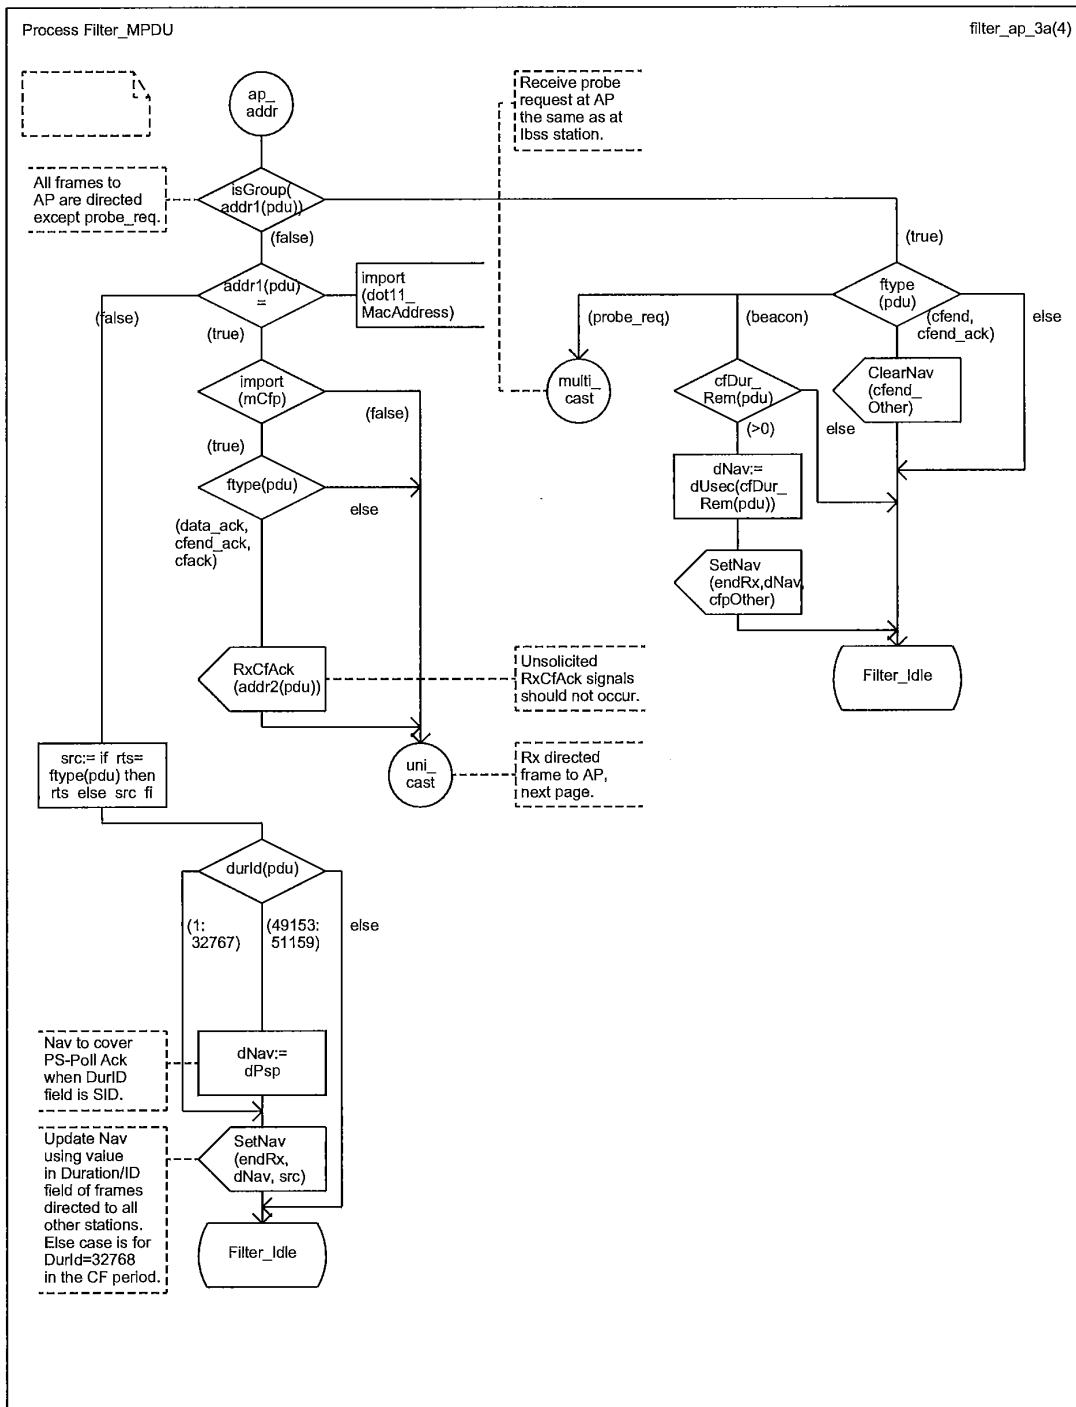 Process Filter_MPDU
filter_ap_3a(4)
ap_
addr
Receive probe
request at AP
the same as at
Ibss station.
All frames to
AP are directed
except probe_req.
isGroup(
addr1(pdu))
(false)
(true)
addr1(pdu)
=
import
(dot11_
MacAddress)
ftype
(pdu)
(false)
(true)
(probe_req)
(beacon)
(cfend,
cfend_ack)
else
import
(mCfp)
(false)
multi_
cast
cfDur_
Rem(pdu)
ClearNav
(cfend_
Other)
(true)
(>0)
else
ftype(pdu)
else
dNav:=
dUsec(cfDur_
Rem(pdu))
(data_ack,
cfend_ack,
cfack)
SetNav
(endRx,dNav,
cfpOther)
RxCfAck
(addr2(pdu))
Unsolicited
RxCfAck signals
should not occur.
Filter_Idle
src:= if rts=
ftype(pdu) then
rts else src fi
uni_
cast
Rx directed
frame to AP,
next page.
durId(pdu)
(1:
32767)
(49153:
51159)
else
Nav to cover
PS-Poll Ack
when DurID
field is SID.
dNav:=
dPsp
Update Nav
using value
in Duration/ID
field of frames
directed to all
other stations.
Else case is for
DurId=32768
in the CF period.
SetNav
(endRx,
dNav, src)
Filter_Idle